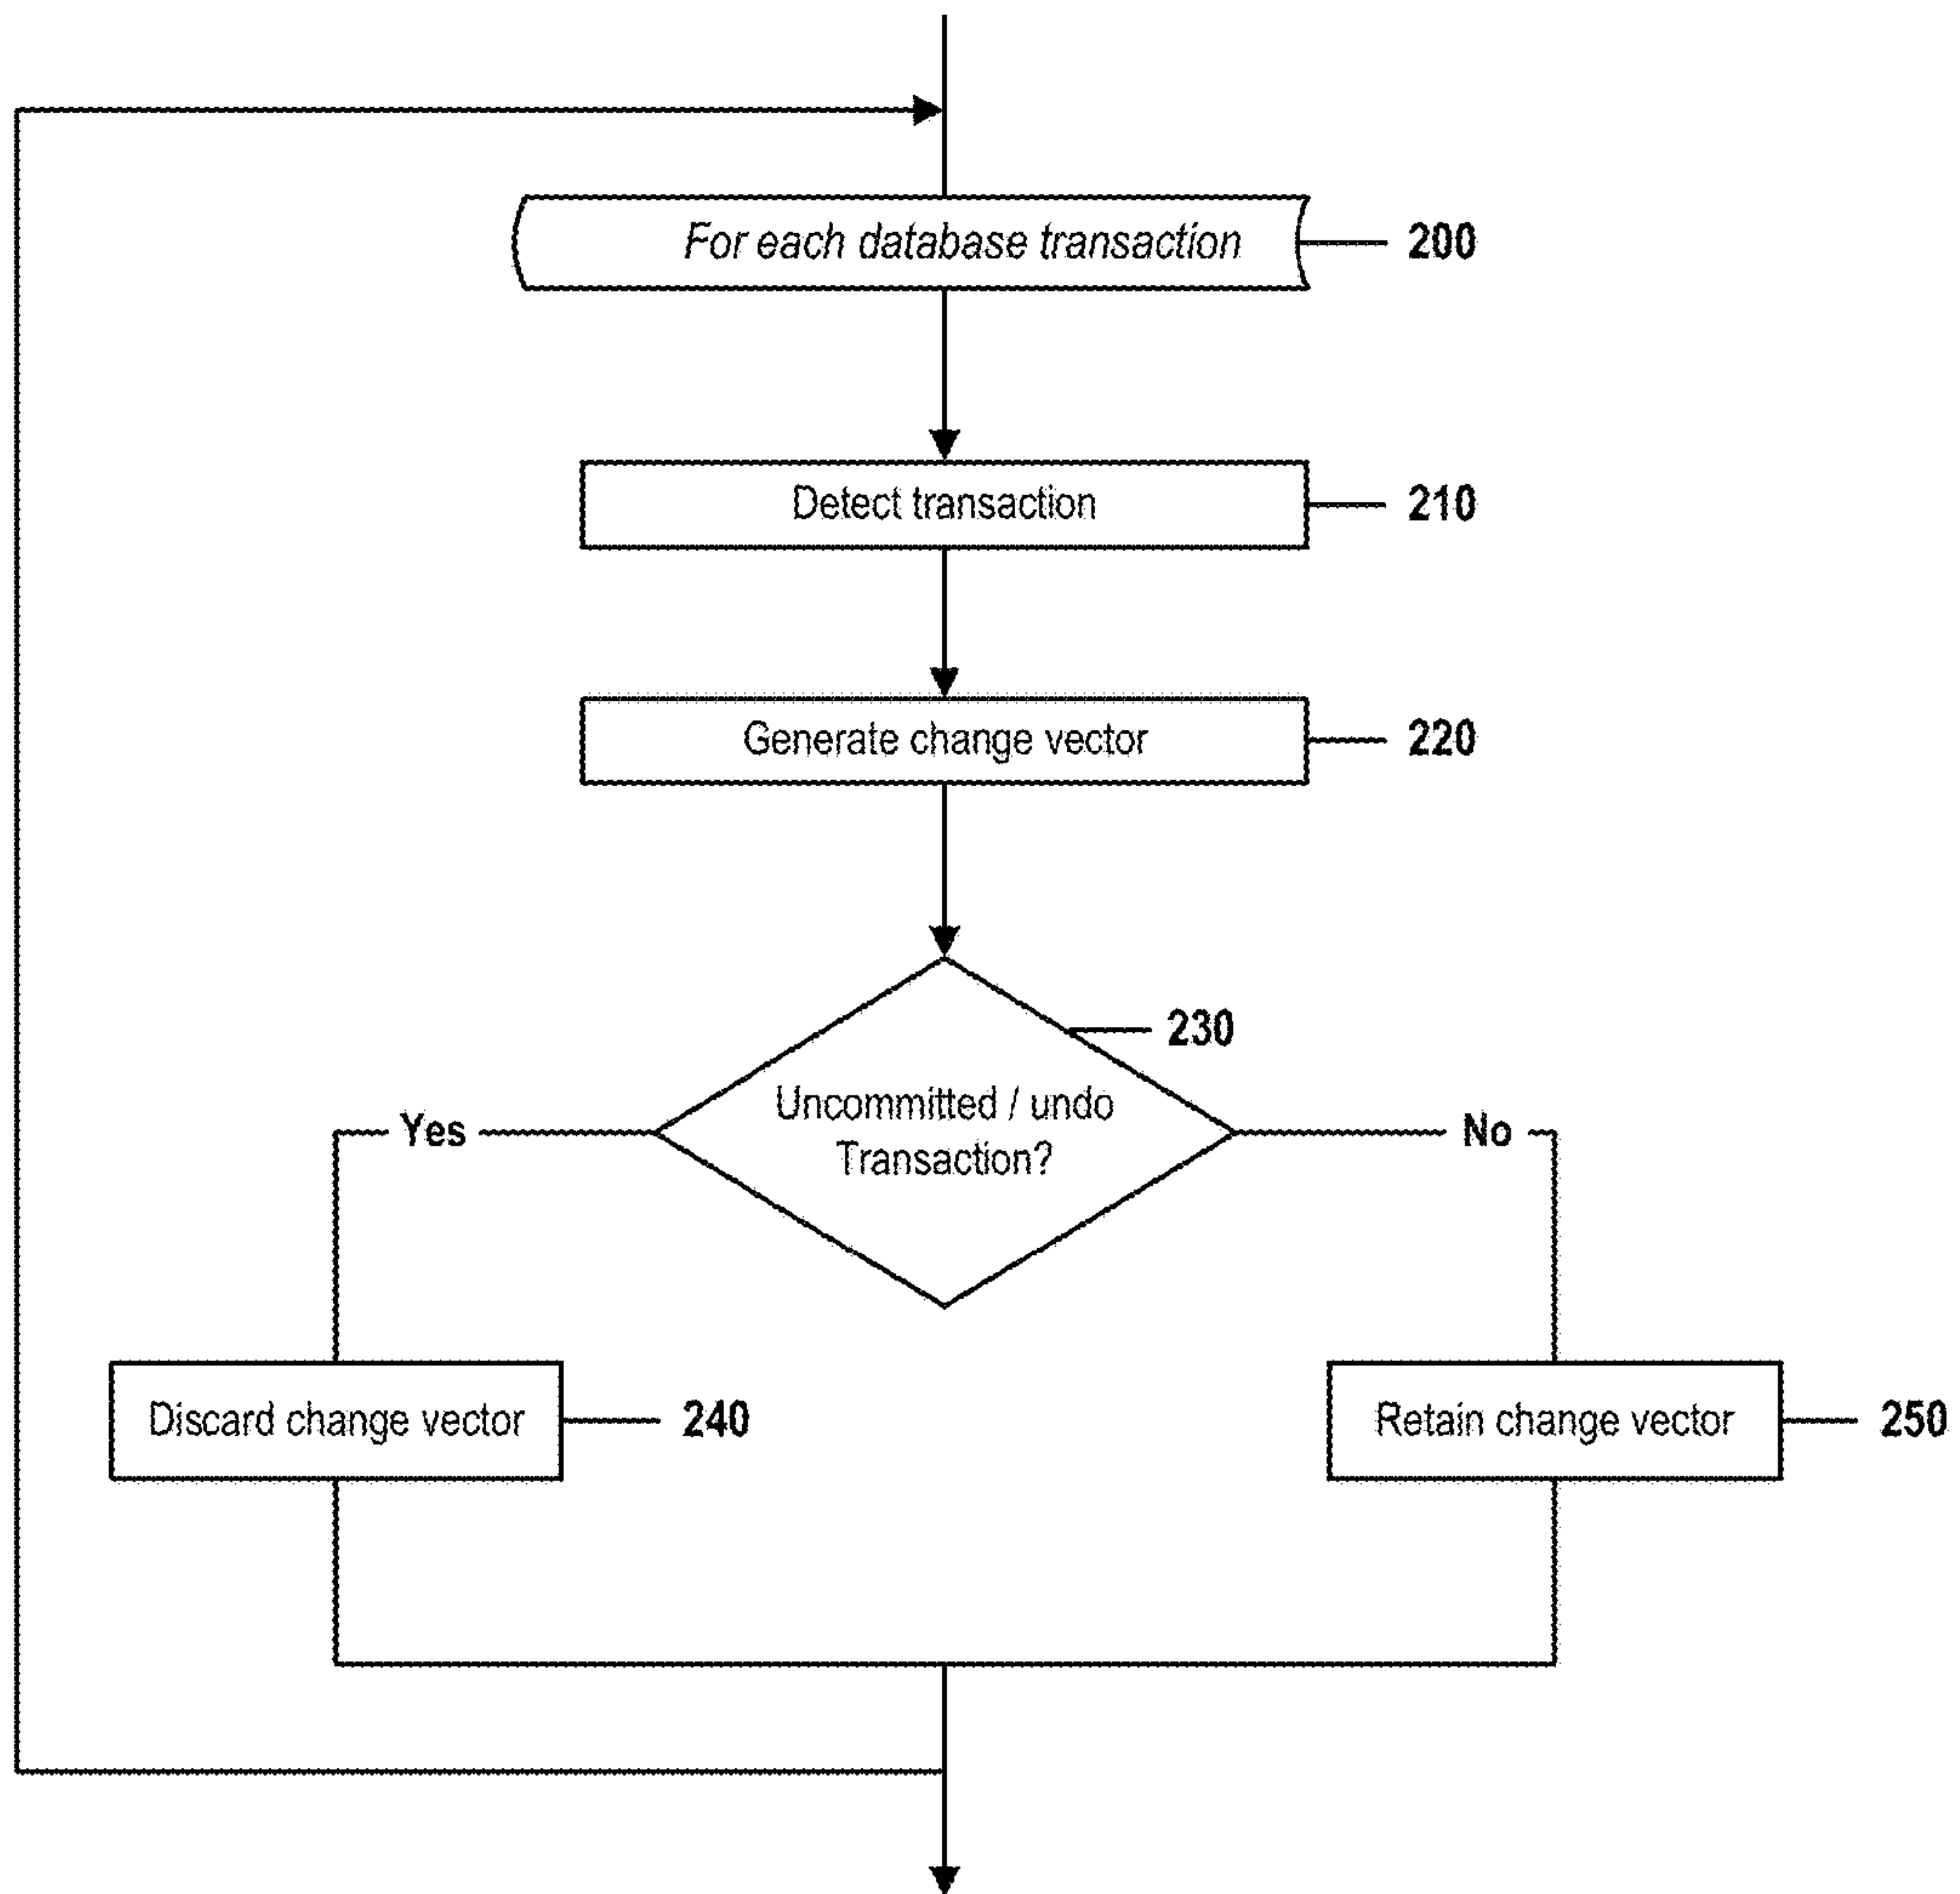 For each database transaction 200
Detect transaction 210
Generate change vector 220
230
Uncommitted / undo
Transaction?
Yes
No
Discard change vector 240
Retain change vector 250